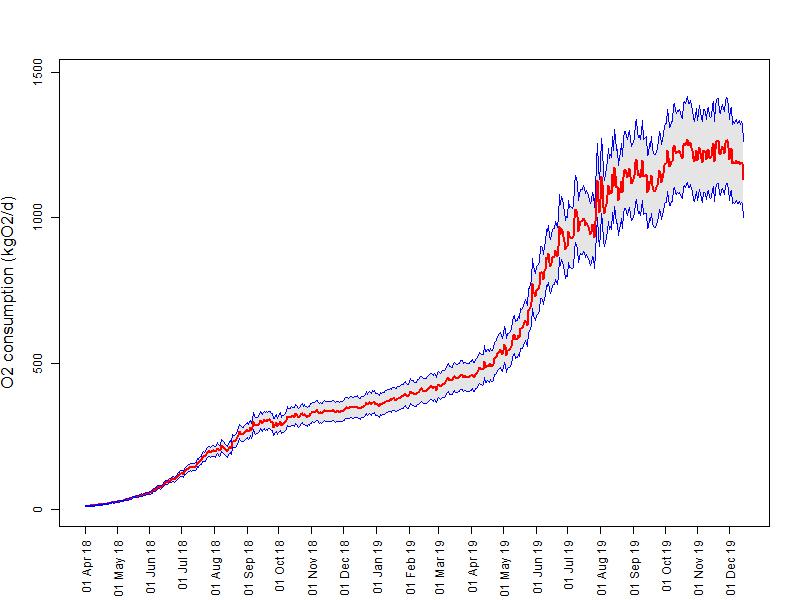 O2 consumption (kgO2/d)
1500
1000
500
0
01 Apr 18
01 May 18
01 Jun 18
01 Jul 18
01 Aug 18
01 Sep 18
01 Oct 18
01 Nov 18
01 Dec 18
01 Jan 19
01 Feb 19
01 Mar 19
01 Apr 19
01 May 19
01 Jun 19
01 Jul 19
01 Aug 19
01 Sep 19
01 Oct 19
01 Nov 19
01 Dec 19